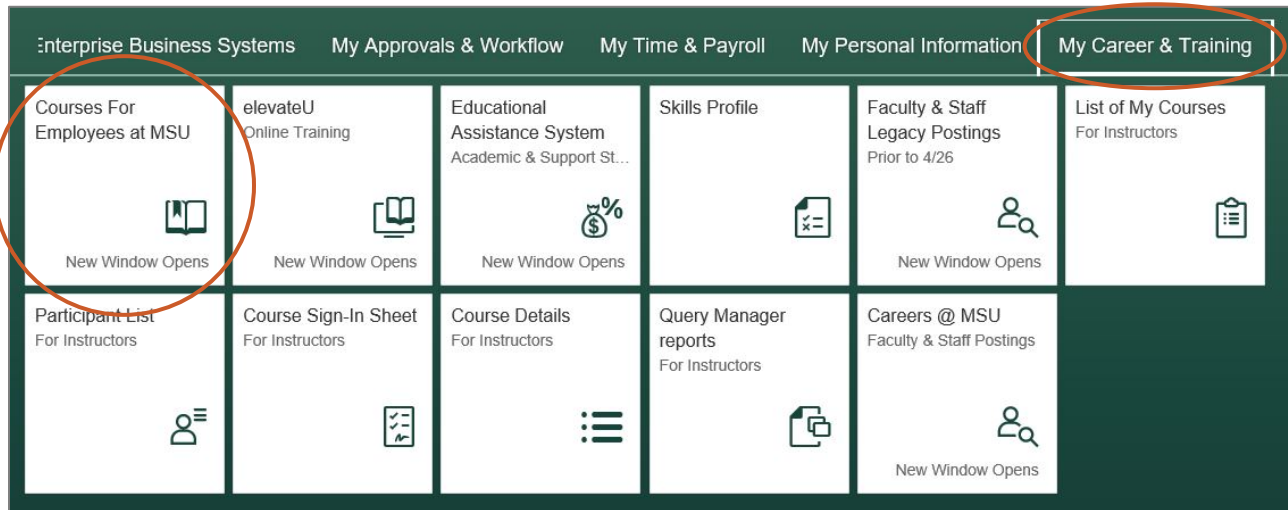 Enterprise Business Systems My Approvals & Workflow My Time & Payroll My Personal Information My Career & Training
Courses For
Employees at MSU
New Window Opens
elevateU
Online Training
New Window Opens
Educational
Assistance System
Academic & Support St...
%
$
New Window Opens
Skills Profile
Faculty & Staff
Legacy Postings
Prior to 4/26
New Window Opens
List of My Courses
For Instructors
Participant List
For Instructors
Course Sign-In Sheet
For Instructors
Course Details
For Instructors
Query Manager
reports
For Instructors
Careers @ MSU
Faculty & Staff Postings
New Window Opens